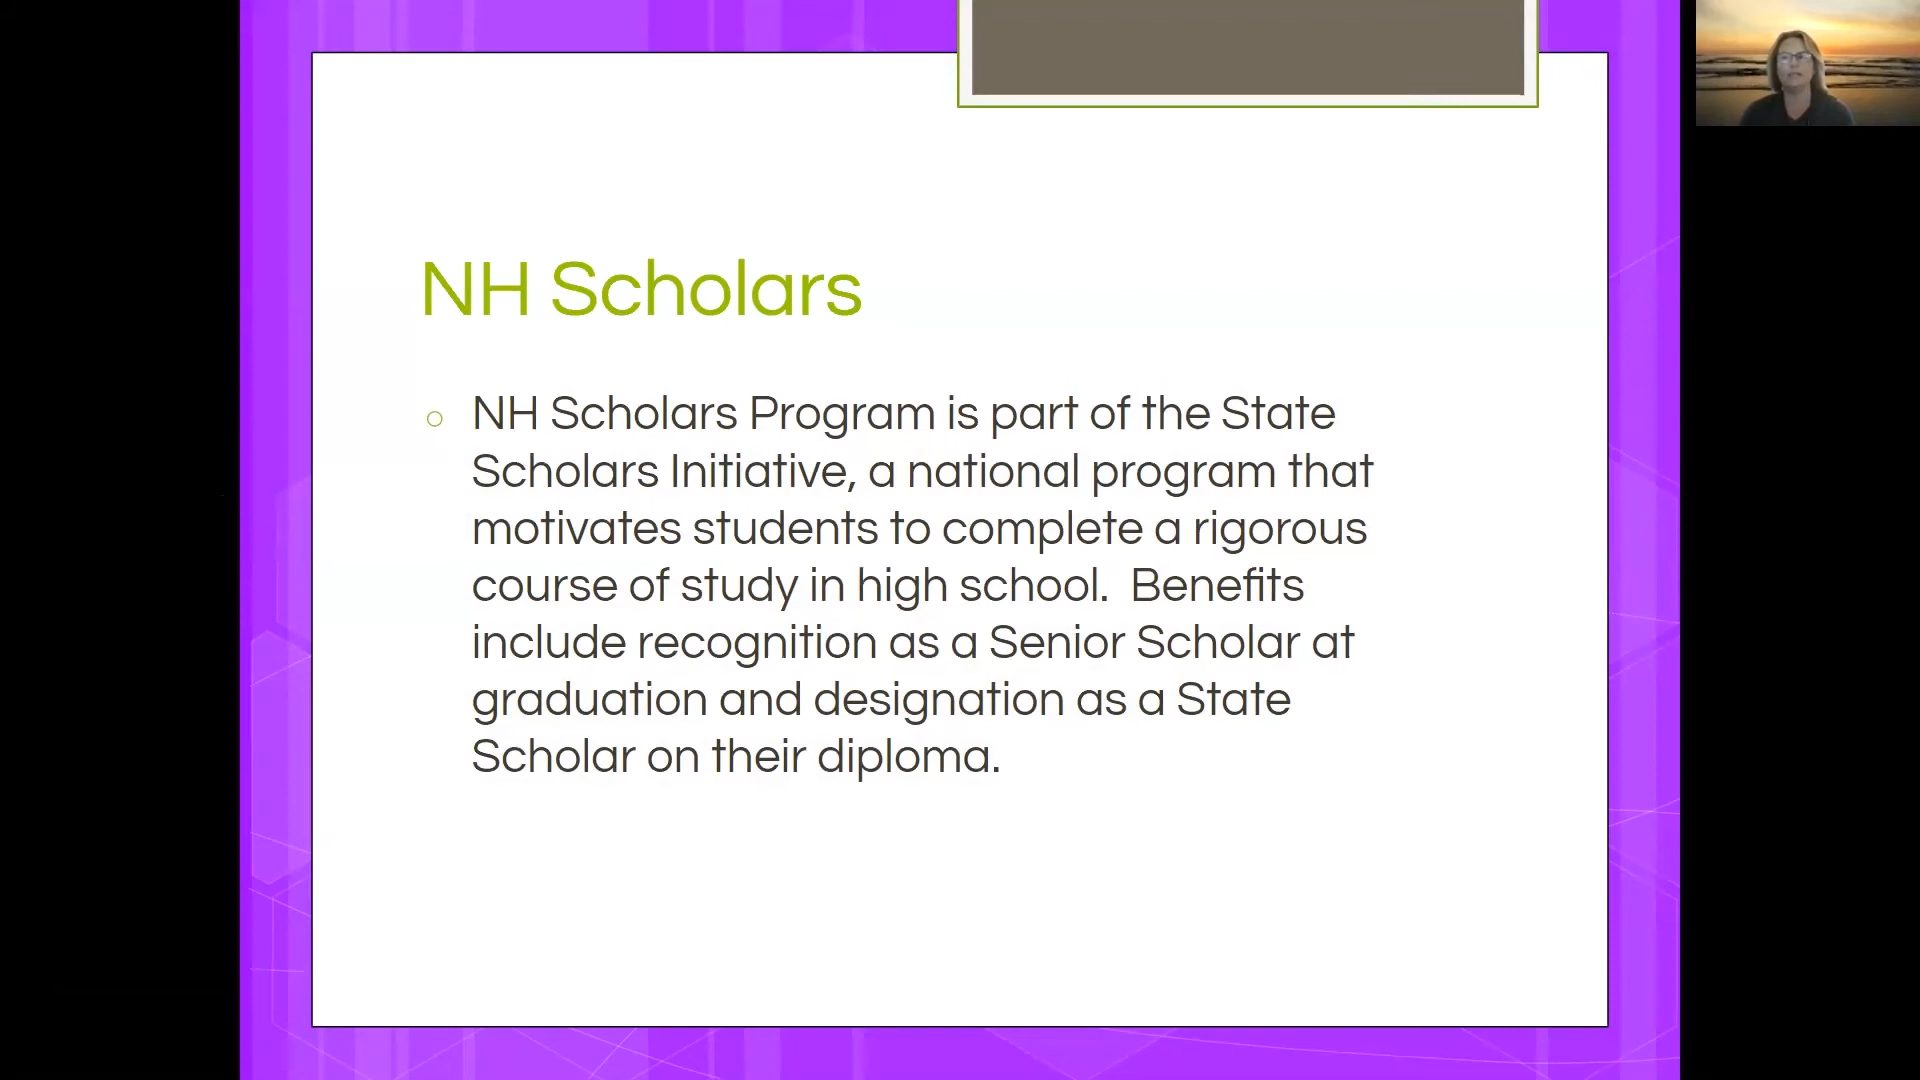 NH Scholars
NH Scholars Program is part of the State
Scholars Initiative, a national program that
motivates students to complete a rigorous
course of study in high school.  Benefits
include recognition as a Senior Scholar at
graduation and designation as a State
Scholar on their diploma.